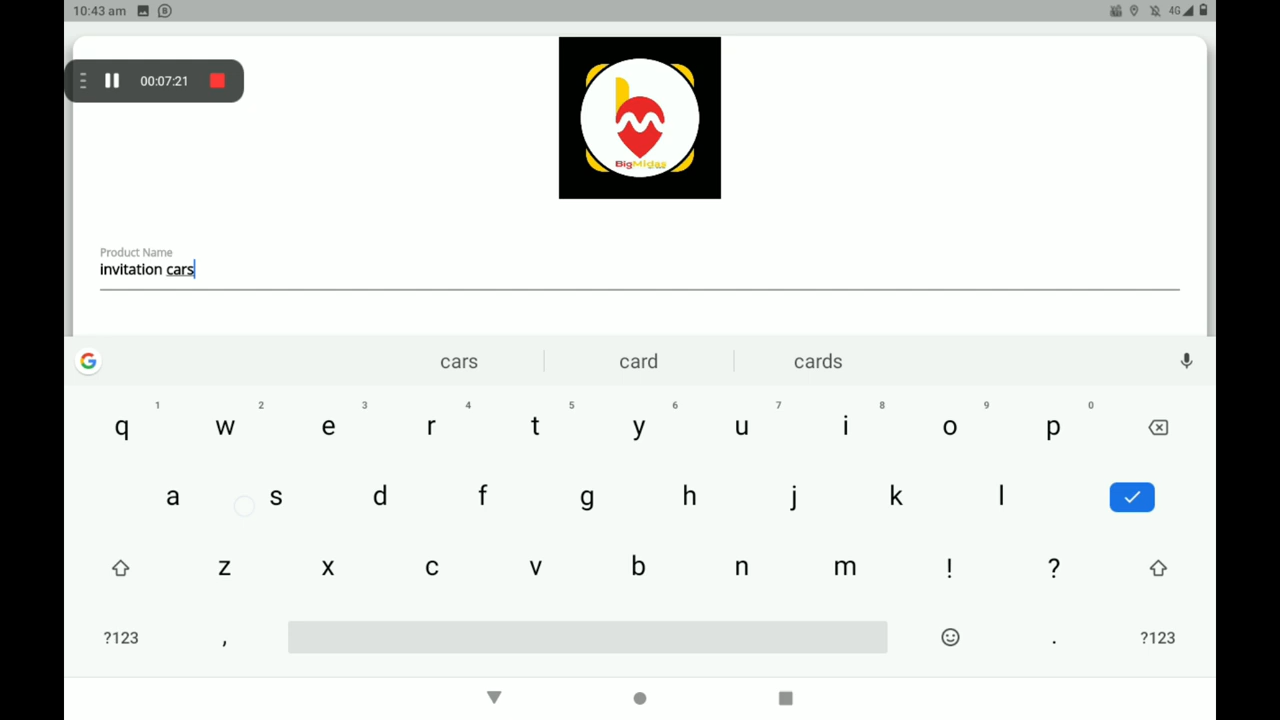 10:43 am
4G
00:07:21
BigMidas
Product Name
invitation cars
cars card cards
1 2 3 4 5 6 7 8 9 0
q w e r t y u i o p
a s d f g h j k l
z x c v b n m ! ?
?123 , . ?123